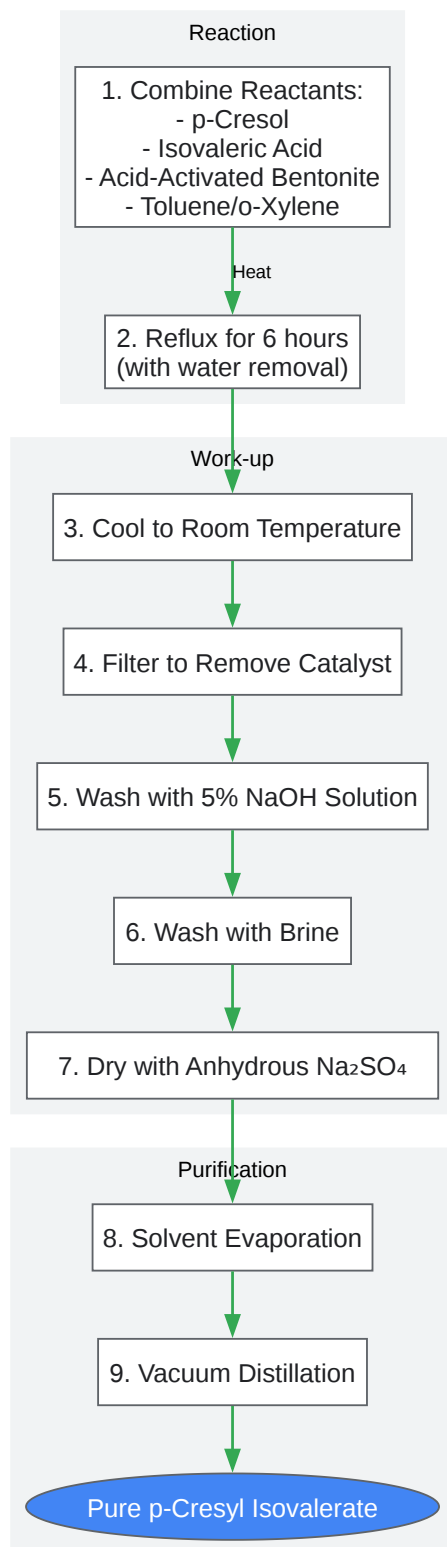 Reaction
1. Combine Reactants:
- p-Cresol
- Isovaleric Acid
- Acid-Activated Bentonite
- Toluene/o-Xylene
Heat
2. Reflux for 6 hours
(with water removal)
Work-up
3. Cool to Room Temperature
4. Filter to Remove Catalyst
5. Wash with 5% NaOH Solution
6. Wash with Brine
7. Dry with Anhydrous Na₂SO₄
Purification
8. Solvent Evaporation
9. Vacuum Distillation
Pure p-Cresyl Isovalerate